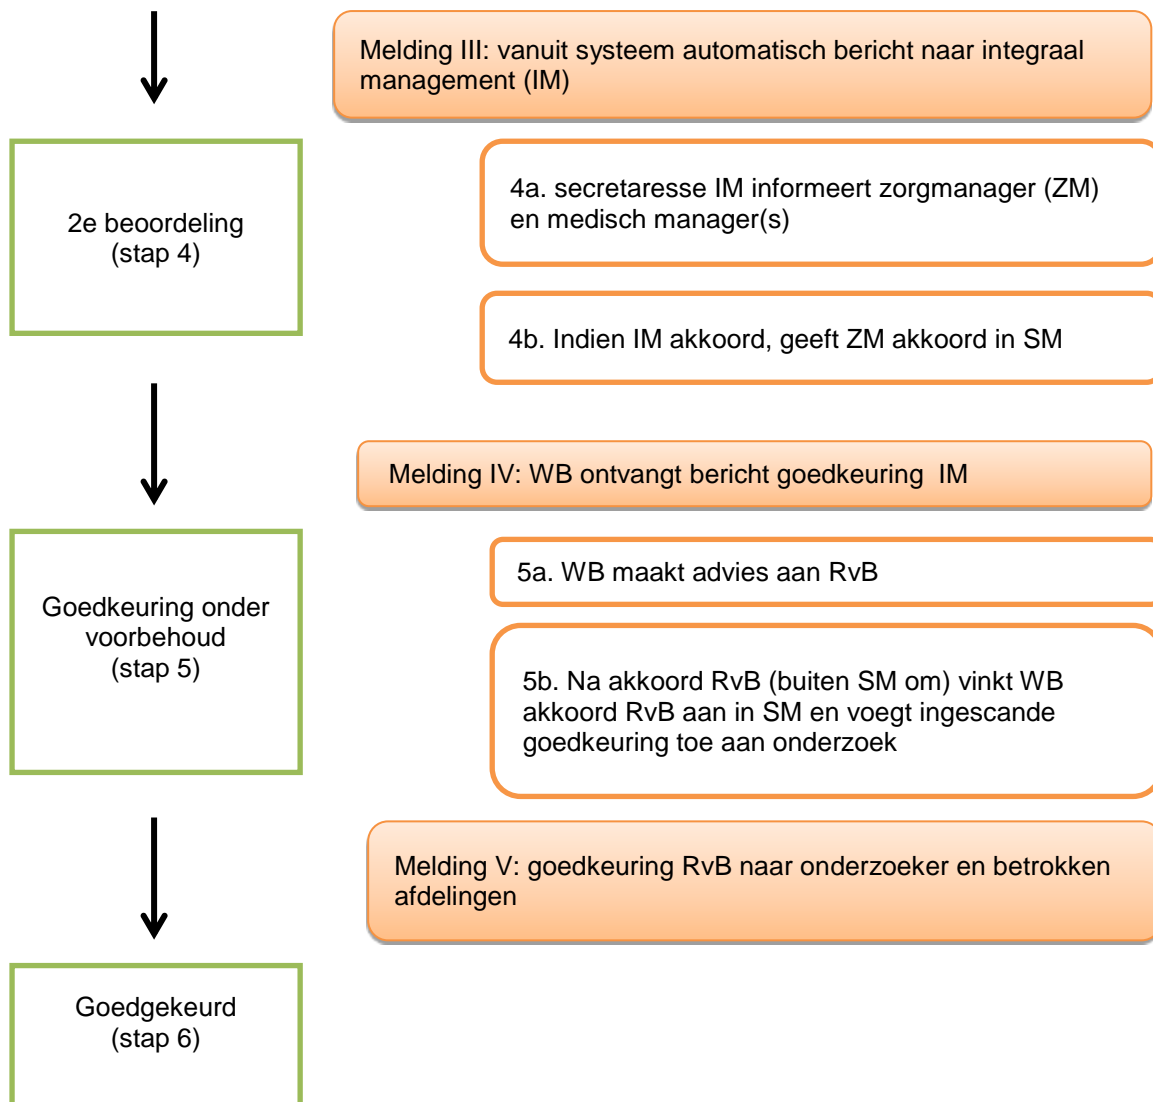 Melding III: vanuit systeem automatisch bericht naar integraal
management (IM)
2e beoordeling
(stap 4)
4a. secretaresse IM informeert zorgmanager (ZM)
en medisch manager(s)
4b. Indien IM akkoord, geeft ZM akkoord in SM
Melding IV: WB ontvangt bericht goedkeuring  IM
Goedkeuring onder
voorbehoud
(stap 5)
5a. WB maakt advies aan RvB
5b. Na akkoord RvB (buiten SM om) vinkt WB
akkoord RvB aan in SM en voegt ingescande
goedkeuring toe aan onderzoek
Melding V: goedkeuring RvB naar onderzoeker en betrokken
afdelingen
Goedgekeurd
(stap 6)